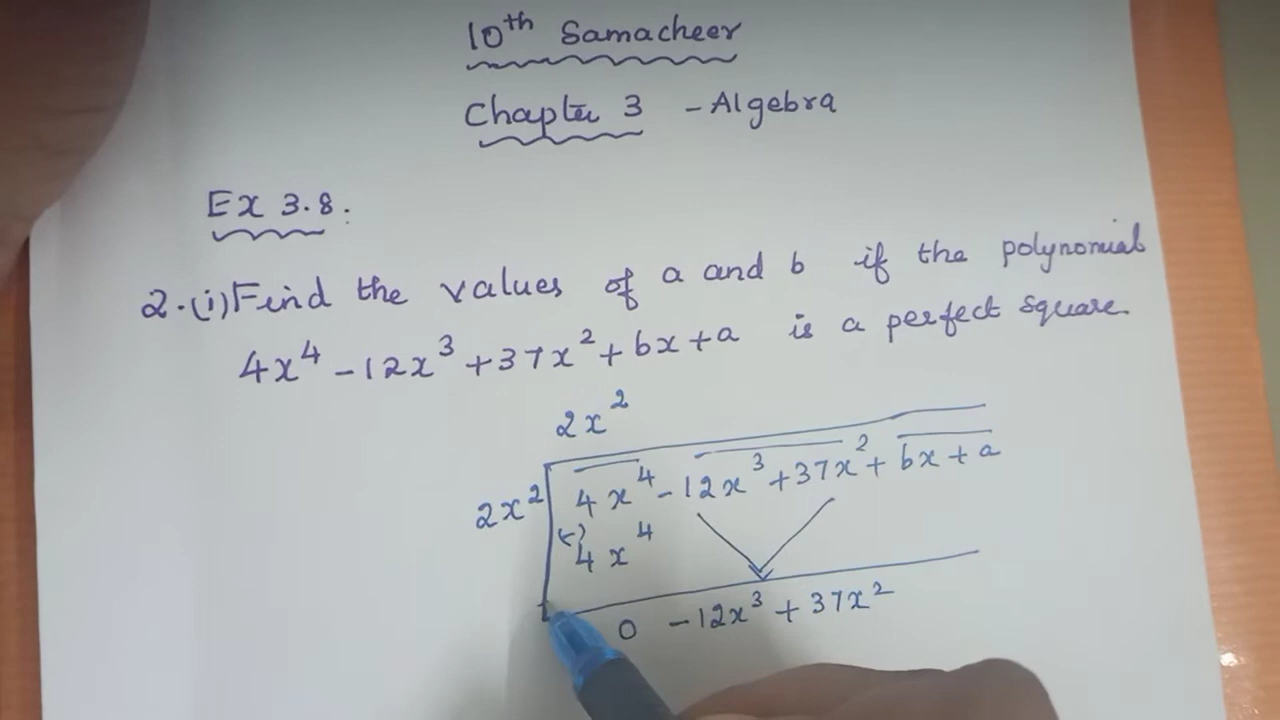 10th Samacheer
Chapter 3 - Algebra
Ex 3.8.
2.(i) Find the values of a and b if the polynomial
4x⁴ - 12x³ + 37x² + bx + a is a perfect square.
2x²
2x² 4x⁴ - 12x³ + 37x² + bx + a
(-) 4x⁴
0 - 12x³ + 37x²